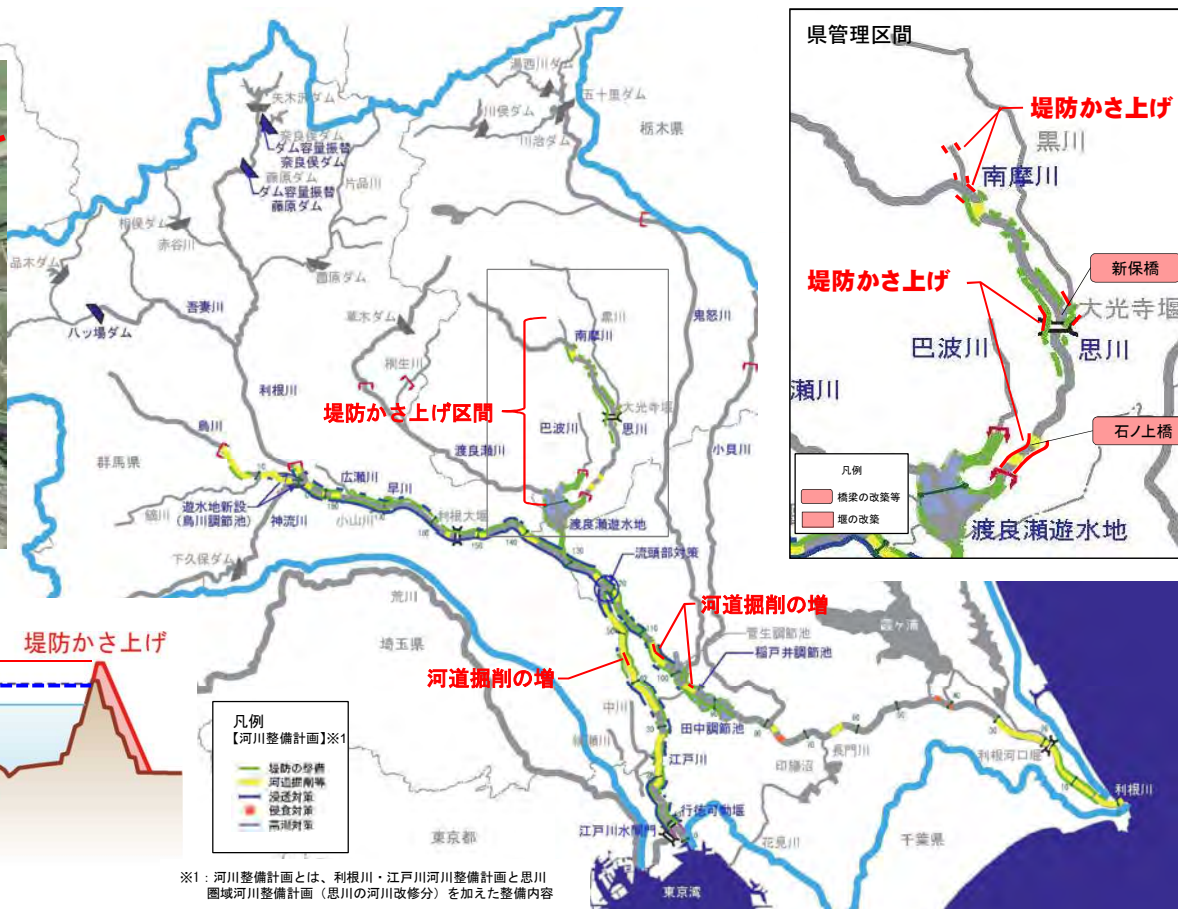 湯西川ダム
五十里ダム
矢木沢ダム
川俣ダム
栃木県
川治ダム
奈良俣ダム
ダム容量振替
奈良俣ダム
藤原ダム
ダム容量振替
藤原ダム
片品川
相俣ダム
赤谷川
品木ダム
薗原ダム
吾妻川
八ッ場ダム
草木ダム
桐生川
黒川
南摩川
鬼怒川
利根川
堤防かさ上げ区間
大光寺堰
巴波川
思川
小貝川
烏川
群馬県
渡良瀬川
広瀬川
早川
遊水地新設
(烏川調節池)
鏑川
神流川
小山川
利根大堰
渡良瀬遊水地
下久保ダム
流頭部対策
荒川
埼玉県
河道掘削の増
菅生調節池
稲戸井調節池
霞ヶ浦
河道掘削の増
中川
綾瀬川
田中調節池
江戸川
長門川
印旛沼
利根河口堰
利根川
行徳可動堰
江戸川水閘門
東京都
花見川
千葉県
東京湾
県管理区間
堤防かさ上げ
黒川
南摩川
新保橋
堤防かさ上げ
大光寺堰
巴波川
思川
瀬川
石ノ上橋
凡例
橋梁の改築等
堰の改築
渡良瀬遊水地
堤防かさ上げ
凡例
【河川整備計画】※1
堤防の整備
河道掘削等
浸透対策
侵食対策
高潮対策
※1：河川整備計画とは、利根川・江戸川河川整備計画と思川
圏域河川整備計画（思川の河川改修分）を加えた整備内容